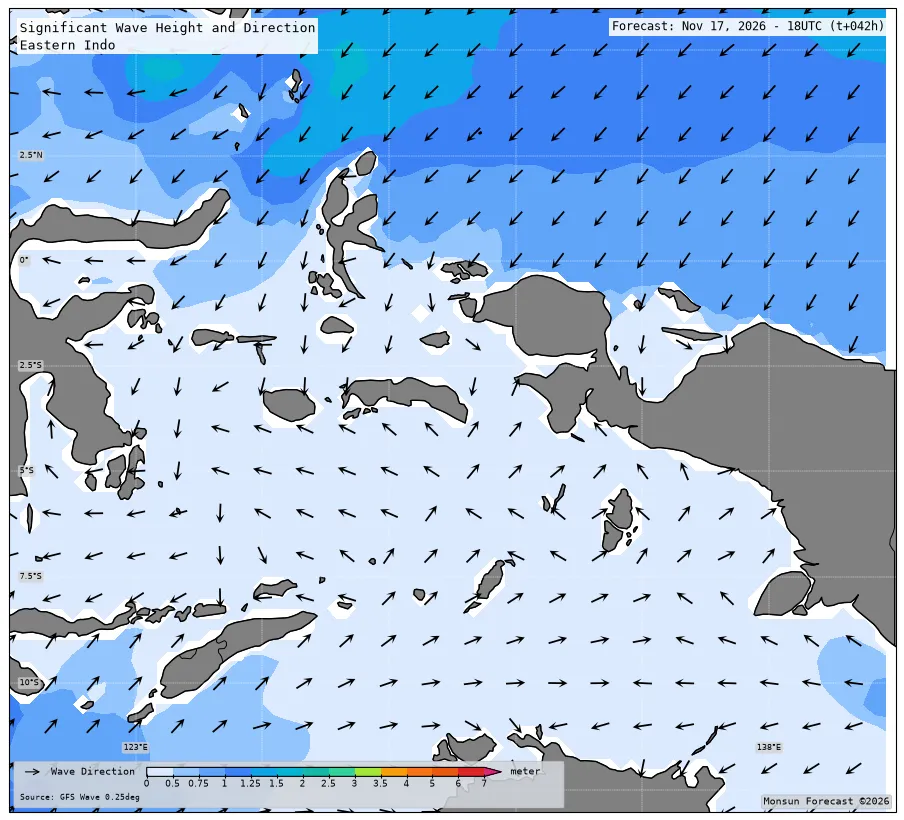 Significant Wave Height and Direction
Eastern Indo
Forecast: Nov 17, 2026 - 18UTC (t+042h)
2.5°N
0°
2.5°S
5°S
7.5°S
10°S
123°E
138°E
Wave Direction
meter
0 0.5 0.75 1 1.25 1.5 2 2.5 3 3.5 4 5 6 7
Source: GFS Wave 0.25deg
Monsun Forecast ©2026